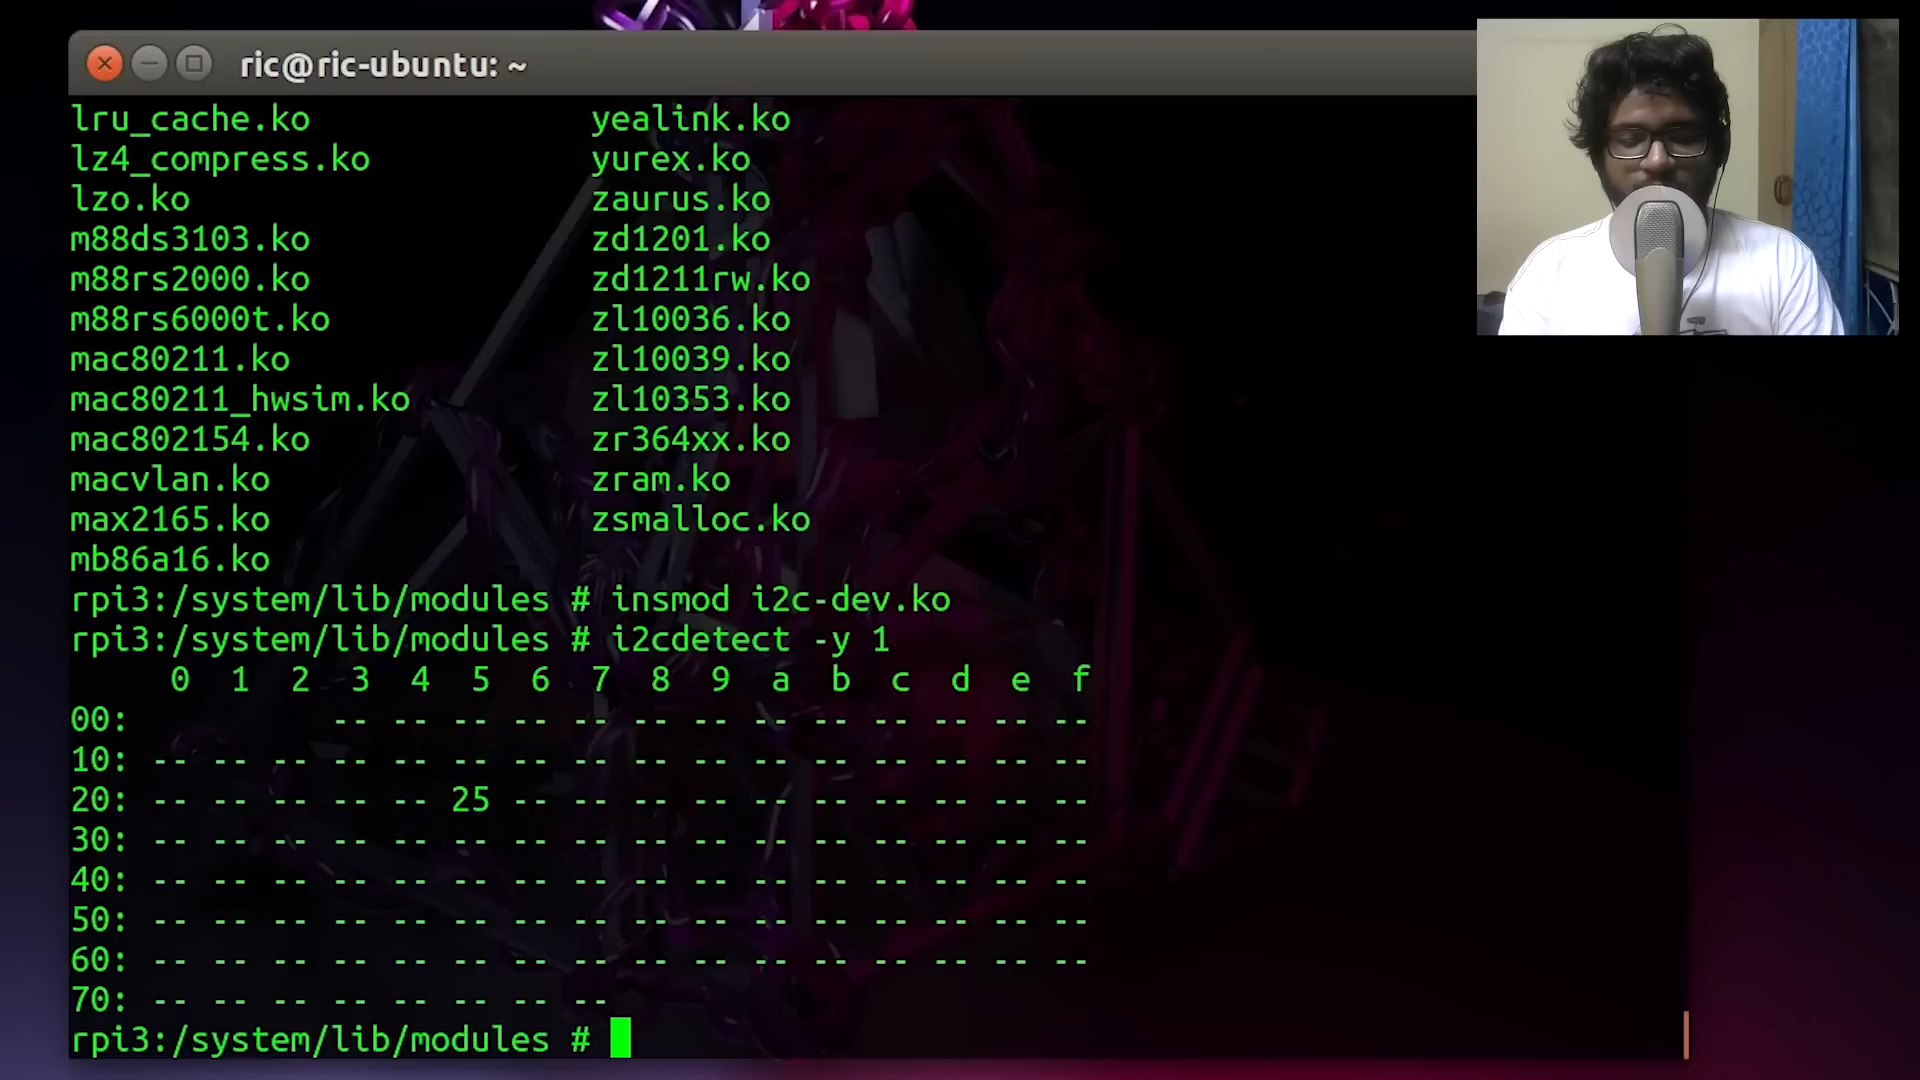 ric@ric-ubuntu: ~
lru_cache.ko yealink.ko
lz4_compress.ko yurex.ko
lzo.ko zaurus.ko
m88ds3103.ko zd1201.ko
m88rs2000.ko zd1211rw.ko
m88rs6000t.ko zl10036.ko
mac80211.ko zl10039.ko
mac80211_hwsim.ko zl10353.ko
mac802154.ko zr364xx.ko
macvlan.ko zram.ko
max2165.ko zsmalloc.ko
mb86a16.ko
rpi3:/system/lib/modules # insmod i2c-dev.ko
rpi3:/system/lib/modules # i2cdetect -y 1
0 1 2 3 4 5 6 7 8 9 a b c d e f
00: -- -- -- -- -- -- -- -- -- -- -- -- --
10: -- -- -- -- -- -- -- -- -- -- -- -- -- -- -- --
20: -- -- -- -- -- 25 -- -- -- -- -- -- -- -- -- --
30: -- -- -- -- -- -- -- -- -- -- -- -- -- -- -- --
40: -- -- -- -- -- -- -- -- -- -- -- -- -- -- -- --
50: -- -- -- -- -- -- -- -- -- -- -- -- -- -- -- --
60: -- -- -- -- -- -- -- -- -- -- -- -- -- -- -- --
70: -- -- -- -- -- -- -- --
rpi3:/system/lib/modules #